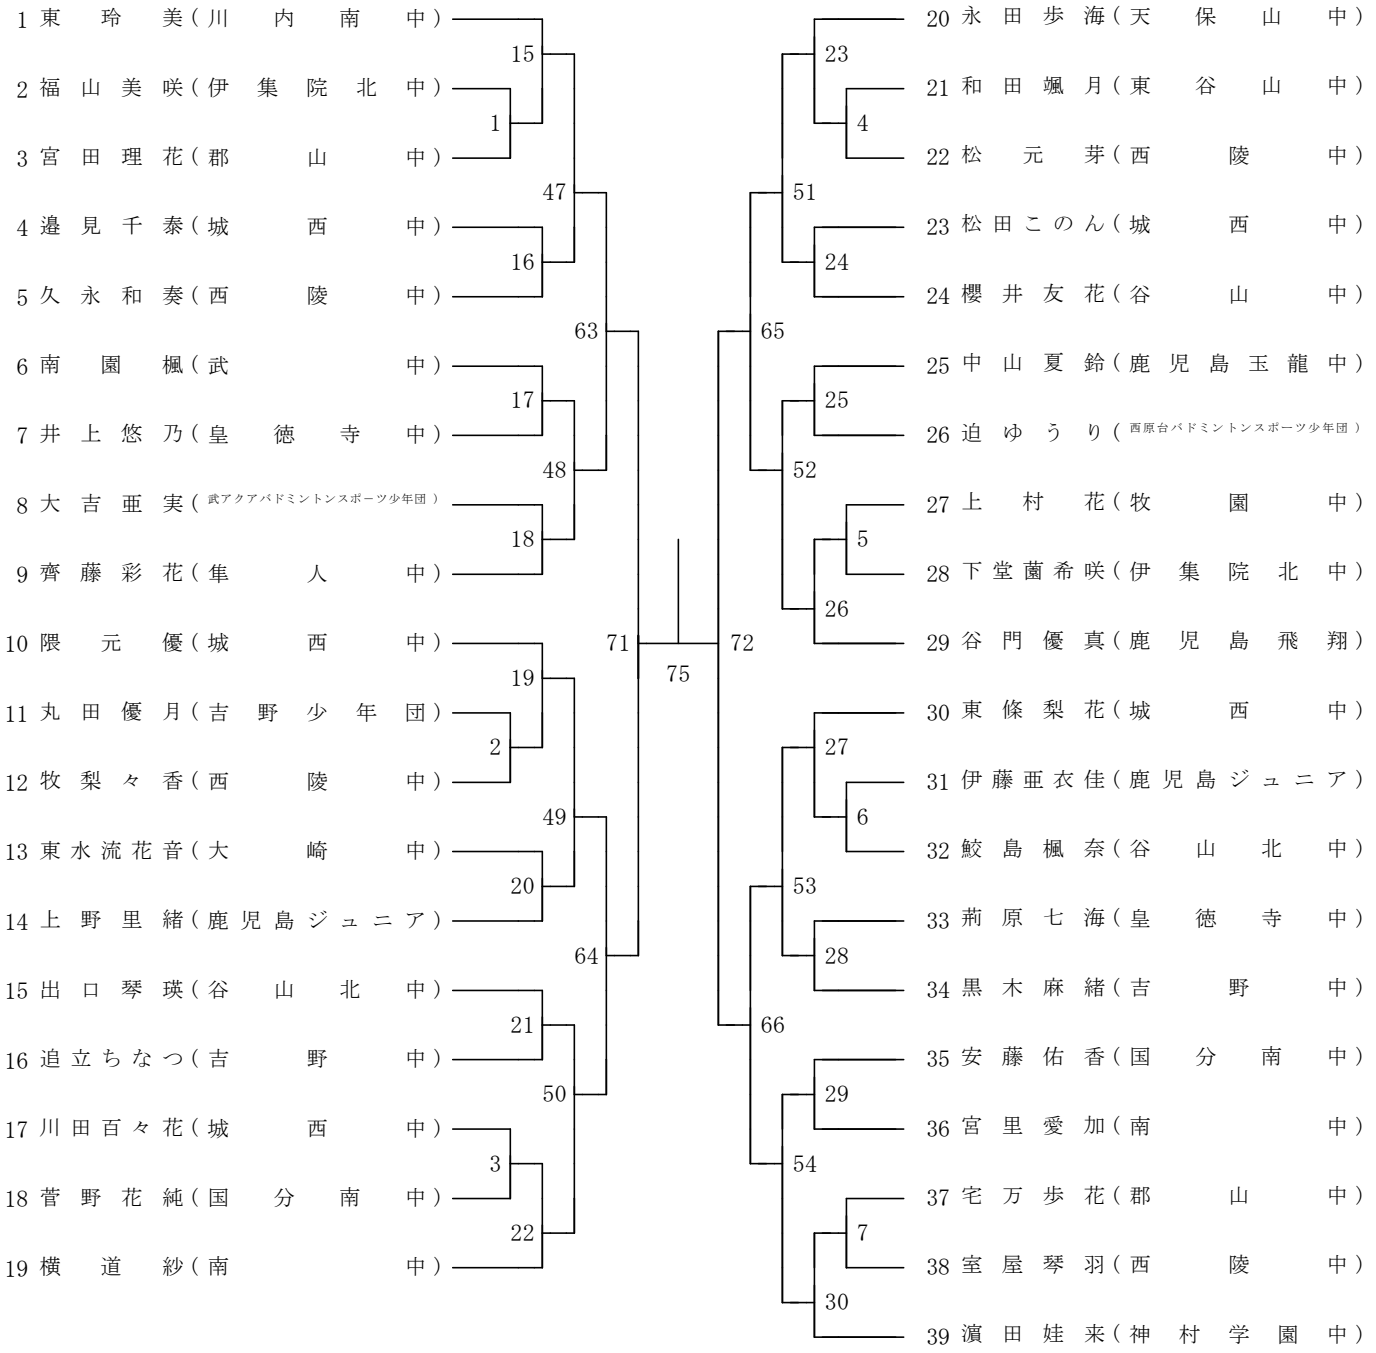 1 東玲美(川内南中)
15
2 福山美咲(伊集院北中)
1
3 宮田理花(郡山中)
47
4 邉見千泰(城西中)
16
5 久永和奏(西陵中)
63
6 南園楓(武中)
17
7 井上悠乃(皇徳寺中)
48
8 大吉亜実(武アクアバドミントンスポーツ少年団)
18
9 齊藤彩花(隼人中)
10 隈元優(城西中)
71
19
11 丸田優月(吉野少年団)
2
12 牧梨々香(西陵中)
49
13 東水流花音(大崎中)
20
14 上野里緒(鹿児島ジュニア)
64
15 出口琴瑛(谷山北中)
21
16 追立ちなつ(吉野中)
50
17 川田百々花(城西中)
3
18 菅野花純(国分南中)
22
19 横道紗(南中)
75
20 永田歩海(天保山中)
23
21 和田颯月(東谷山中)
4
22 松元芽(西陵中)
51
23 松田このん(城西中)
24
24 櫻井友花(谷山中)
65
25 中山夏鈴(鹿児島玉龍中)
25
26 迫ゆうり(西原台バドミントンスポーツ少年団)
52
27 上村花(牧園中)
5
28 下堂薗希咲(伊集院北中)
26
29 谷門優真(鹿児島飛翔)
72
30 東條梨花(城西中)
27
31 伊藤亜衣佳(鹿児島ジュニア)
6
32 鮫島楓奈(谷山北中)
53
33 荊原七海(皇徳寺中)
28
34 黒木麻緒(吉野中)
66
35 安藤佑香(国分南中)
29
36 宮里愛加(南中)
54
37 宅万歩花(郡山中)
7
38 室屋琴羽(西陵中)
30
39 濵田娃来(神村学園中)